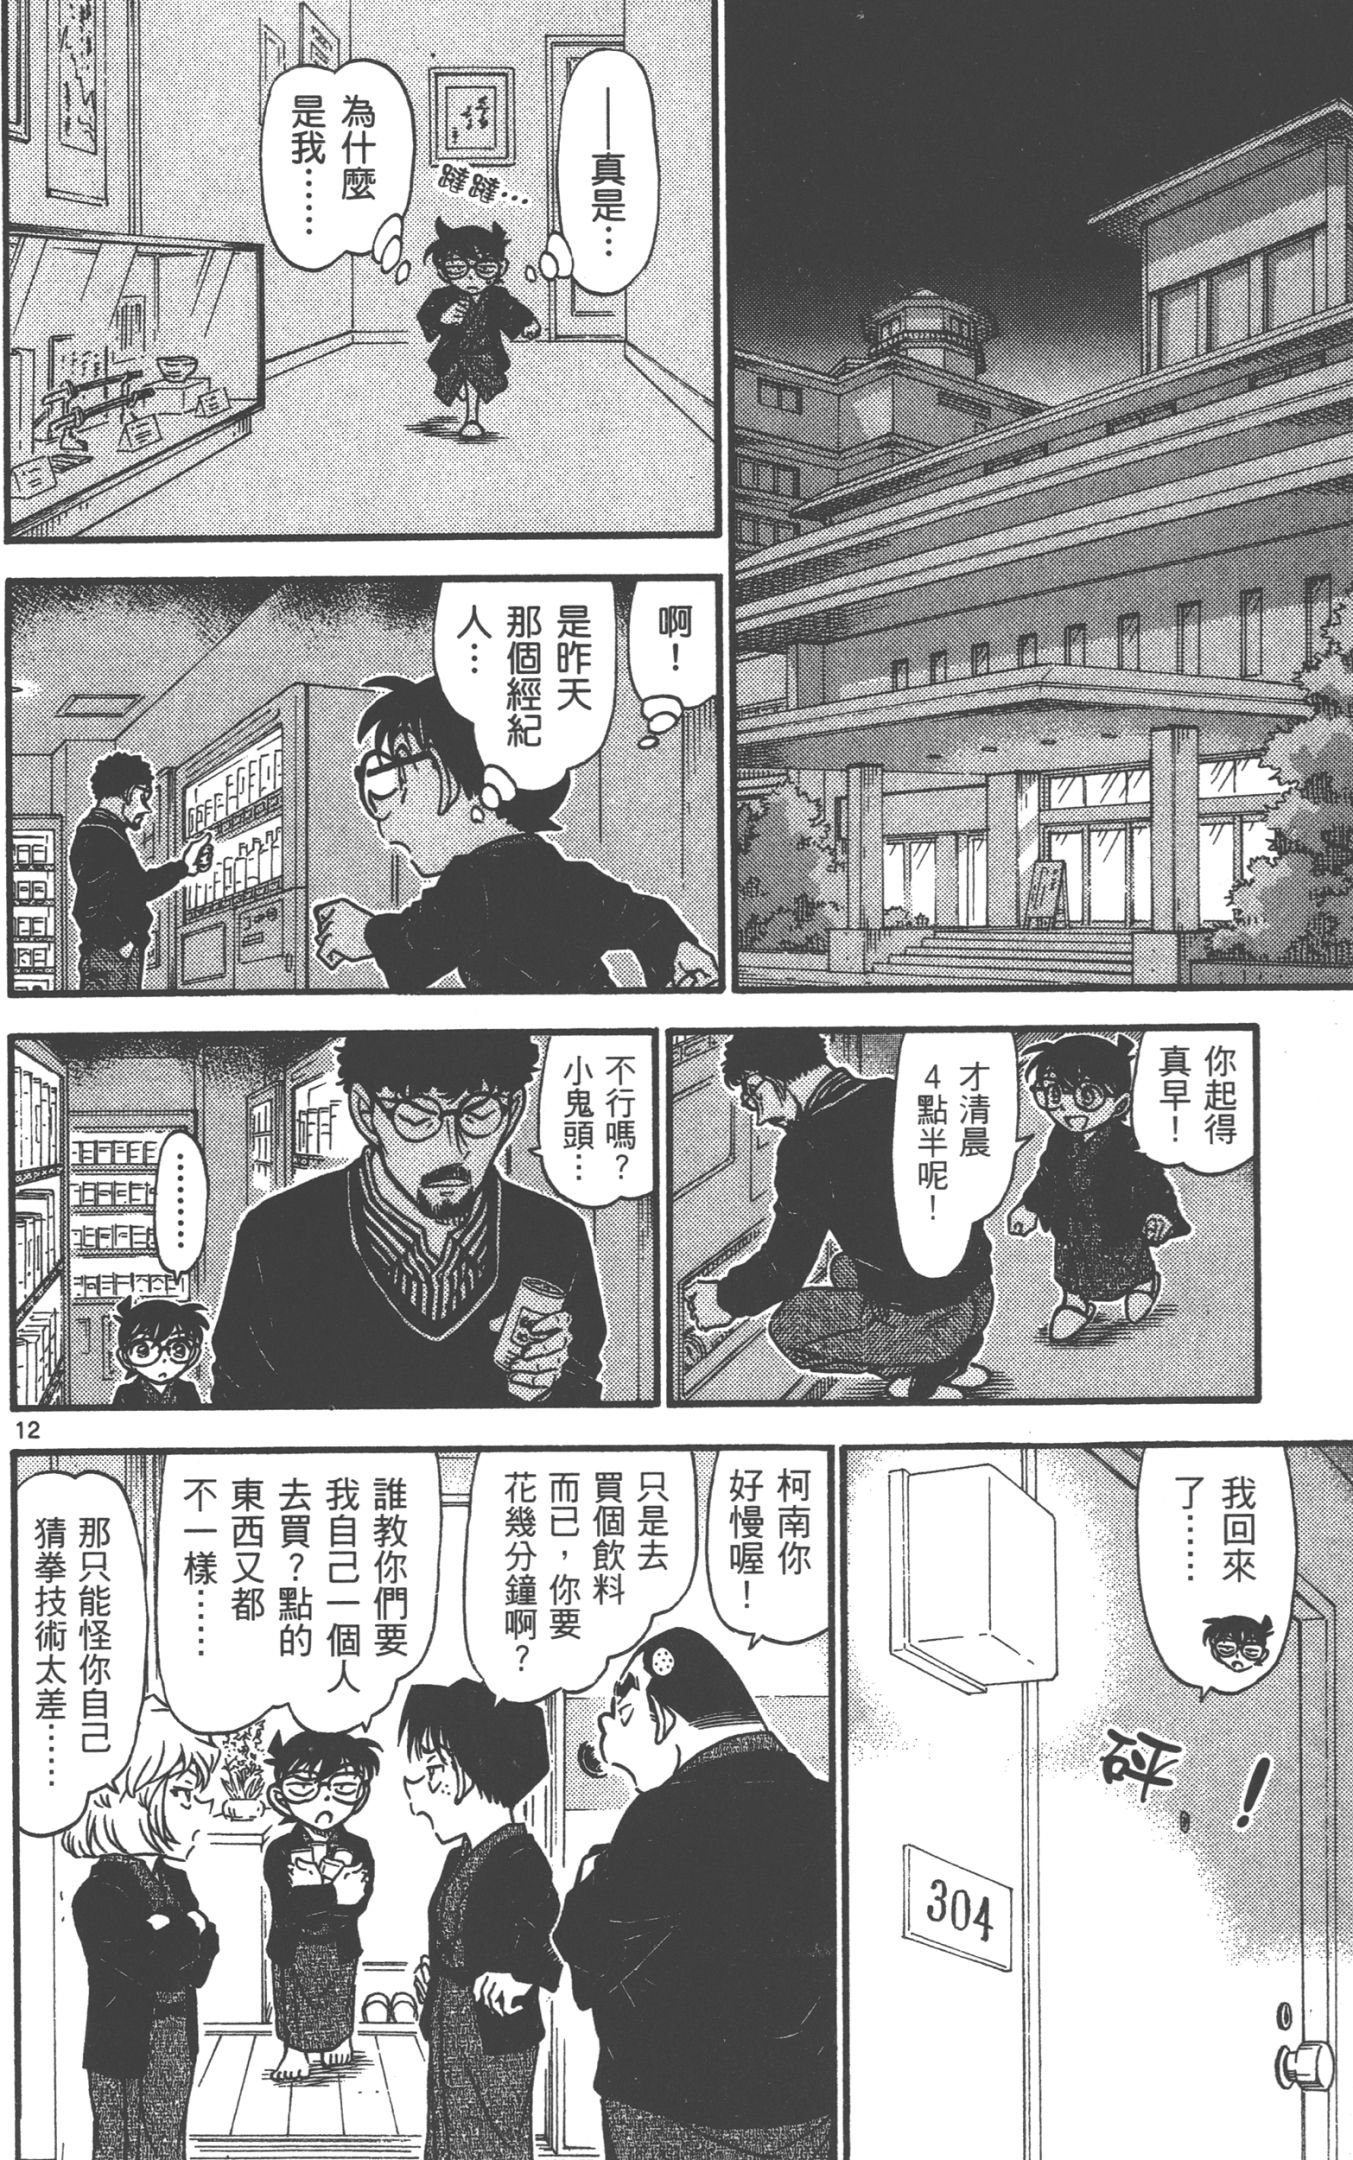 ──真是…
為什麼
是我……
躂躂…
啊！
是昨天
那個經紀
人…
你起得
真早！
才清晨
4點半呢！
不行嗎？
小鬼頭…
………
12
我回來
了……
砰！
304
柯南你
好慢喔！
只是去
買個飲料
而已，你要
花幾分鐘啊？
誰教你們要
我自己一個人
去買？點的
東西又都
不一樣……
那只能怪你自己
猜拳技術太差……